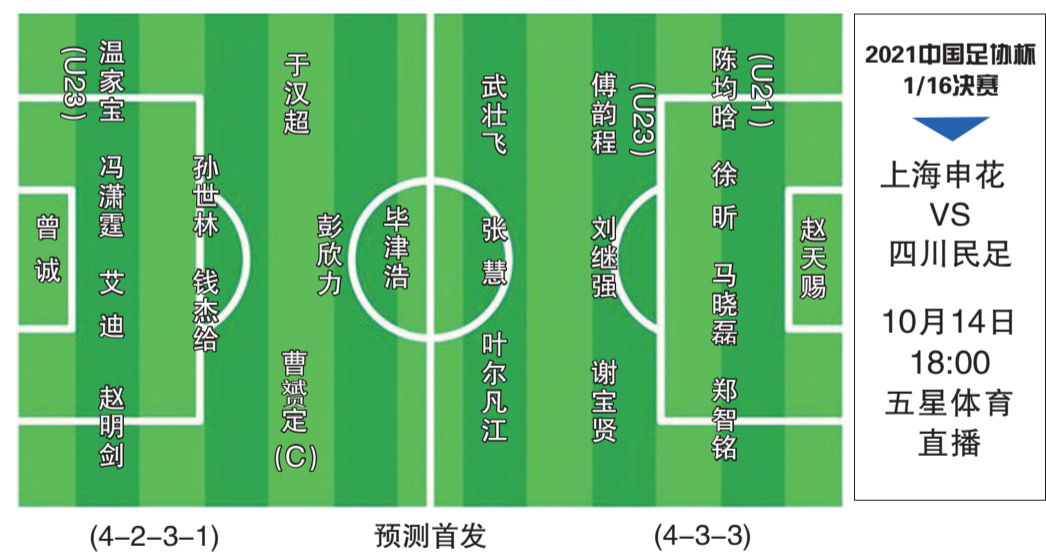 温家宝
(U23)
冯潇霆
艾迪
赵明剑
曾诚
孙世林
钱杰给
于汉超
彭欣力
曹赟定
(C)
毕津浩
武壮飞
张慧
叶尔凡江
傅韵程
(U23)
刘继强
谢宝贤
陈均晗
(U21)
徐昕
马晓磊
郑智铭
赵天赐
(4-2-3-1)
预测首发
(4-3-3)
2021中国足协杯
1/16决赛
上海申花
VS
四川民足
10月14日
18:00
五星体育
直播